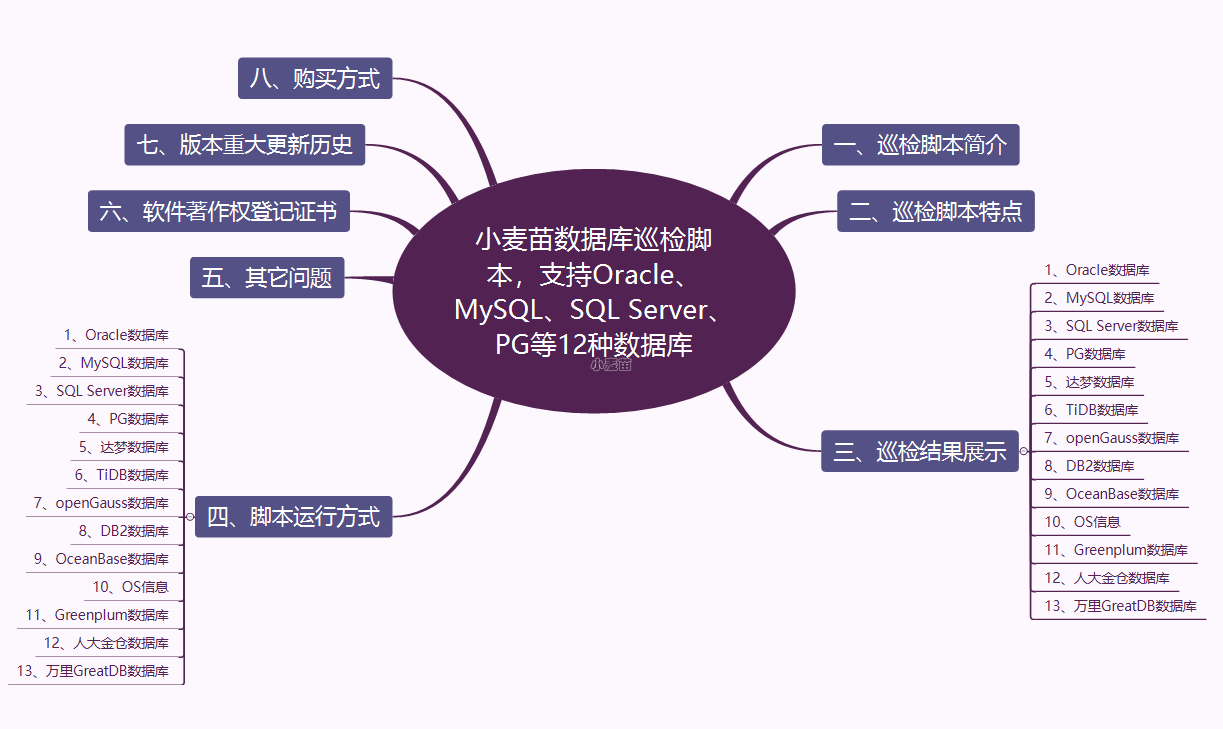 小麦苗数据库巡检脚
本，支持Oracle、
MySQL、SQL Server、
PG等12种数据库
小麦苗
一、巡检脚本简介
二、巡检脚本特点
三、巡检结果展示
1、Oracle数据库
2、MySQL数据库
3、SQL Server数据库
4、PG数据库
5、达梦数据库
6、TiDB数据库
7、openGauss数据库
8、DB2数据库
9、OceanBase数据库
10、OS信息
11、Greenplum数据库
12、人大金仓数据库
13、万里GreatDB数据库
四、脚本运行方式
1、Oracle数据库
2、MySQL数据库
3、SQL Server数据库
4、PG数据库
5、达梦数据库
6、TiDB数据库
7、openGauss数据库
8、DB2数据库
9、OceanBase数据库
10、OS信息
11、Greenplum数据库
12、人大金仓数据库
13、万里GreatDB数据库
五、其它问题
六、软件著作权登记证书
七、版本重大更新历史
八、购买方式